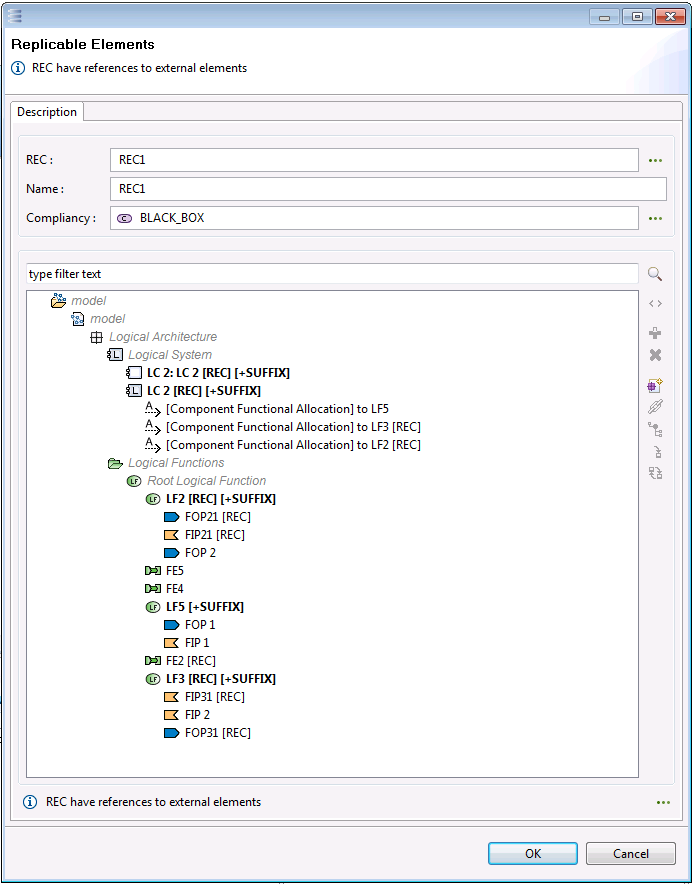 Replicable Elements
REC have references to external elements
Description
REC :
REC1
Name :
REC1
Compliancy :
C
BLACK_BOX
type filter text
model
model
Logical Architecture
L Logical System
LC 2: LC 2 [REC] [+SUFFIX]
L LC 2 [REC] [+SUFFIX]
A [Component Functional Allocation] to LF5
A [Component Functional Allocation] to LF3 [REC]
A [Component Functional Allocation] to LF2 [REC]
Logical Functions
LF Root Logical Function
LF LF2 [REC] [+SUFFIX]
FOP21 [REC]
FIP21 [REC]
FOP 2
FE5
FE4
LF LF5 [+SUFFIX]
FOP 1
FIP 1
FE2 [REC]
LF LF3 [REC] [+SUFFIX]
FIP31 [REC]
FIP 2
FOP31 [REC]
REC have references to external elements
OK
Cancel